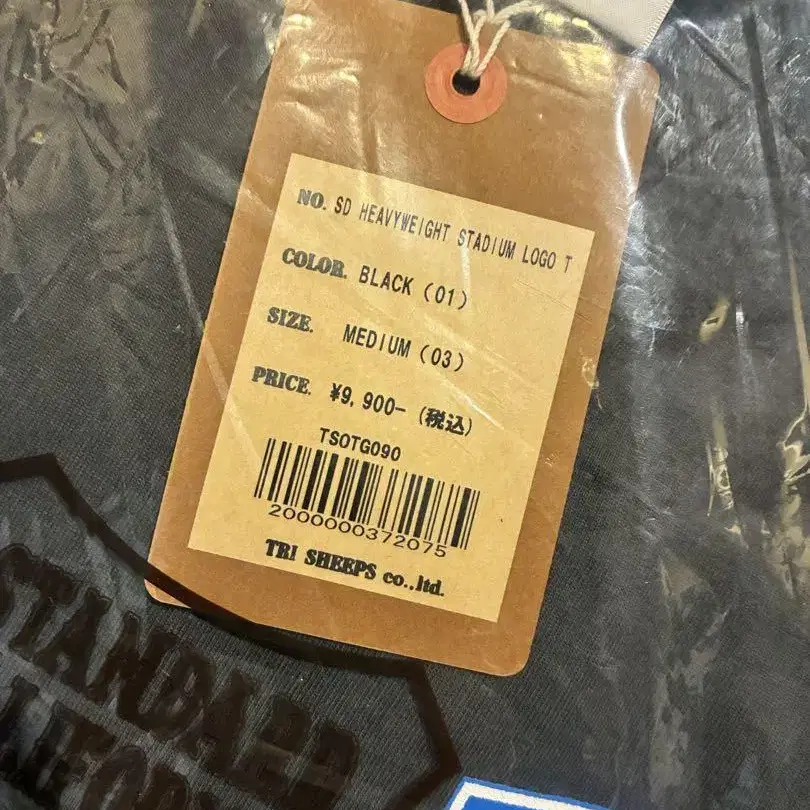 NO. SD HEAVYWEIGHT STADIUM LOGO T
COLOR. BLACK (01)
SIZE. MEDIUM (03)
PRICE. ¥9,900- (税込)
TSOTG090
2000000372075
TRI SHEEPS co.,ltd.
STANDARD